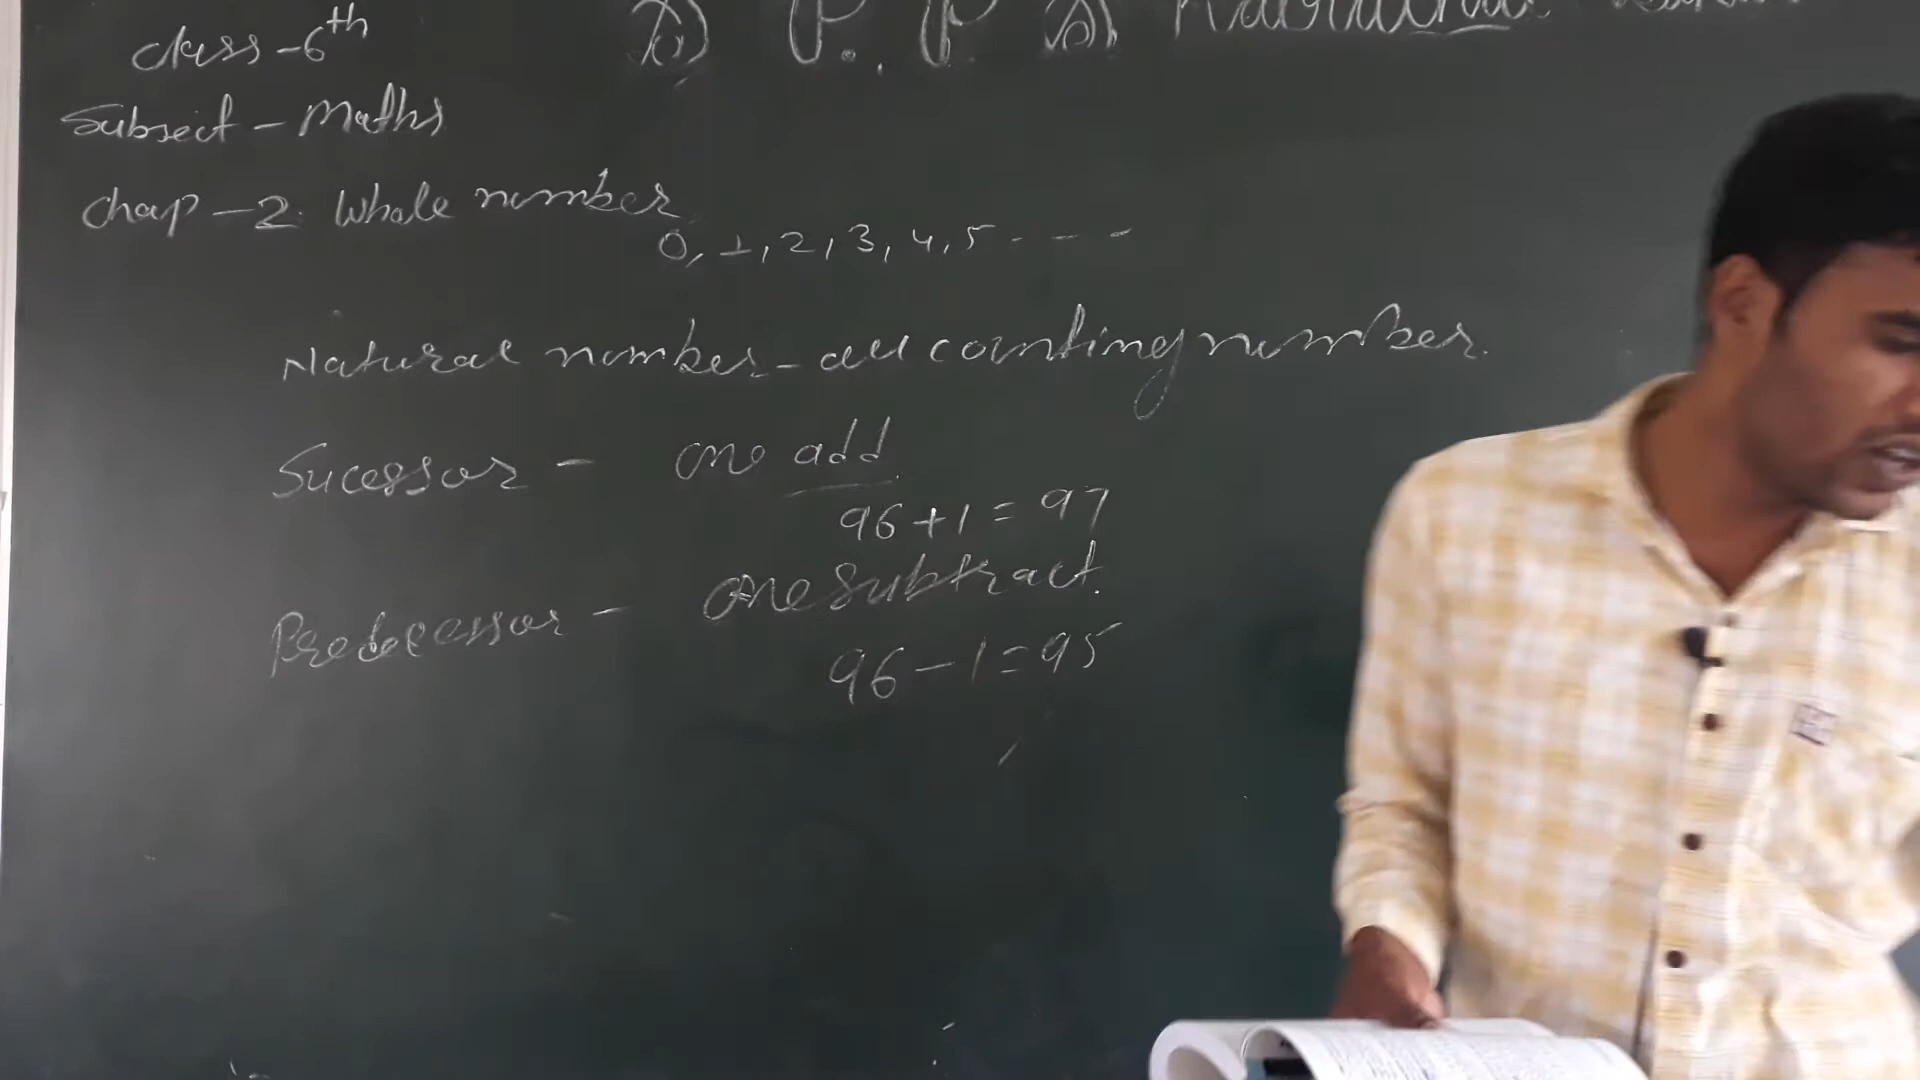 Class - 6th
Subject - Maths
Chap - 2. Whole number
0, 1, 2, 3, 4, 5 - - - -
Natural number - all counting number.
Sucessor - one add.
96 + 1 = 97
Predecessor - one subtract.
96 - 1 = 95